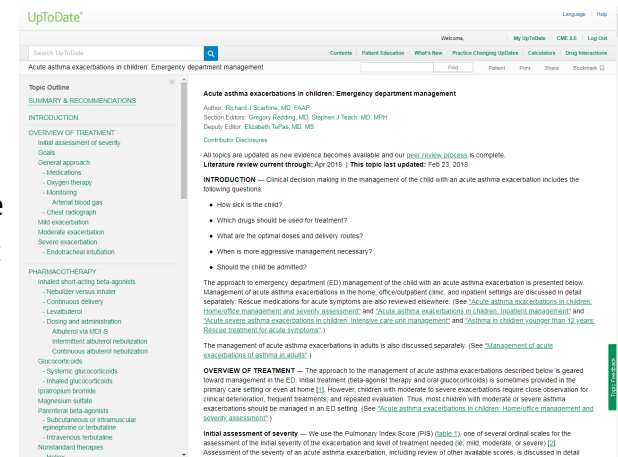 UpToDate®
Language Help
Welcome, My UpToDate CME 2.5 Log Out
Search UpToDate
Contents Patient Education What's New Practice Changing UpDates Calculators Drug Interactions
Acute asthma exacerbations in children: Emergency department management
Find Patient Print Share Bookmark
Topic Outline
SUMMARY & RECOMMENDATIONS
INTRODUCTION
OVERVIEW OF TREATMENT
Initial assessment of severity
Goals
General approach
- Medications
- Oxygen therapy
- Monitoring
Arterial blood gas
- Chest radiograph
Mild exacerbation
Moderate exacerbation
Severe exacerbation
- Endotracheal intubation
PHARMACOTHERAPY
Inhaled short-acting beta-agonists
- Nebulizer versus inhaler
- Continuous delivery
- Levalbuterol
- Dosing and administration
Albuterol via MDI-S
Intermittent albuterol nebulization
Continuous albuterol nebulization
Glucocorticoids
- Systemic glucocorticoids
- Inhaled glucocorticoids
Ipratropium bromide
Magnesium sulfate
Parenteral beta-agonists
- Subcutaneous or intramuscular
epinephrine or terbutaline
- Intravenous terbutaline
Nonstandard therapies
Acute asthma exacerbations in children: Emergency department management
Author: Richard J Scarfone, MD, FAAP
Section Editors: Gregory Redding, MD, Stephen J Teach, MD, MPH
Deputy Editor: Elizabeth TePas, MD, MS
Contributor Disclosures
All topics are updated as new evidence becomes available and our peer review process is complete.
Literature review current through: Apr 2018. | This topic last updated: Feb 23, 2018.
INTRODUCTION — Clinical decision making in the management of the child with an acute asthma exacerbation includes the
following questions:
● How sick is the child?
● Which drugs should be used for treatment?
● What are the optimal doses and delivery routes?
● When is more aggressive management necessary?
● Should the child be admitted?
The approach to emergency department (ED) management of the child with an acute asthma exacerbation is presented below.
Management of acute asthma exacerbations in the home, office/outpatient clinic, and inpatient settings are discussed in detail
separately. Rescue medications for acute symptoms are also reviewed elsewhere. (See "Acute asthma exacerbations in children:
Home/office management and severity assessment" and "Acute asthma exacerbations in children: Inpatient management" and
"Acute severe asthma exacerbations in children: Intensive care unit management" and "Asthma in children younger than 12 years:
Rescue treatment for acute symptoms".)
The management of acute asthma exacerbations in adults is also discussed separately. (See "Management of acute
exacerbations of asthma in adults".)
OVERVIEW OF TREATMENT — The approach to the management of acute asthma exacerbations described below is geared
toward management in the ED. Initial treatment (beta-agonist therapy and oral glucocorticoids) is sometimes provided in the
primary care setting or even at home [1]. However, children with moderate to severe exacerbations require close observation for
clinical deterioration, frequent treatments, and repeated evaluation. Thus, most children with moderate or severe asthma
exacerbations should be managed in an ED setting. (See "Acute asthma exacerbations in children: Home/office management and
severity assessment".)
Initial assessment of severity — We use the Pulmonary Index Score (PIS) (table 1), one of several ordinal scales for the
assessment of the initial severity of the exacerbation and level of treatment needed (ie, mild, moderate, or severe) [2].
Assessment of the severity of an acute asthma exacerbation, including review of other available scores, is discussed in detail
Topic Feedback